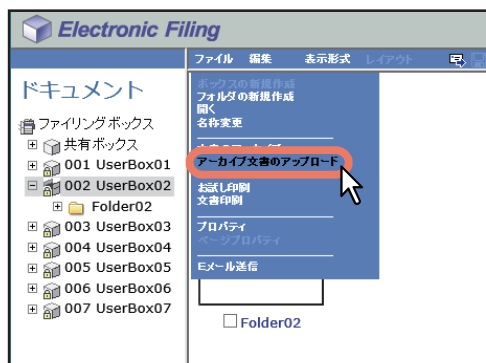 Electronic Fil
ファイル 編集 表示形式 レイアウト
ドキュメント
ファイリングボックス
共有ボックス
001 UserBox01
002 UserBox02
Folder02
003 UserBox03
004 UserBox04
005 UserBox05
006 UserBox06
007 UserBox07
ボックスの新規作成
フォルダの新規作成
開く
名称変更
アーカイブ文書のアップロード
お試し印刷
文書印刷
プロパティ
ページプロパティ
Eメール送信
Folder02